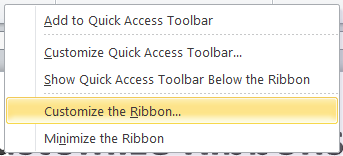 Add to Quick Access Toolbar
Customize Quick Access Toolbar...
Show Quick Access Toolbar Below the Ribbon
Customize the Ribbon...
Minimize the Ribbon